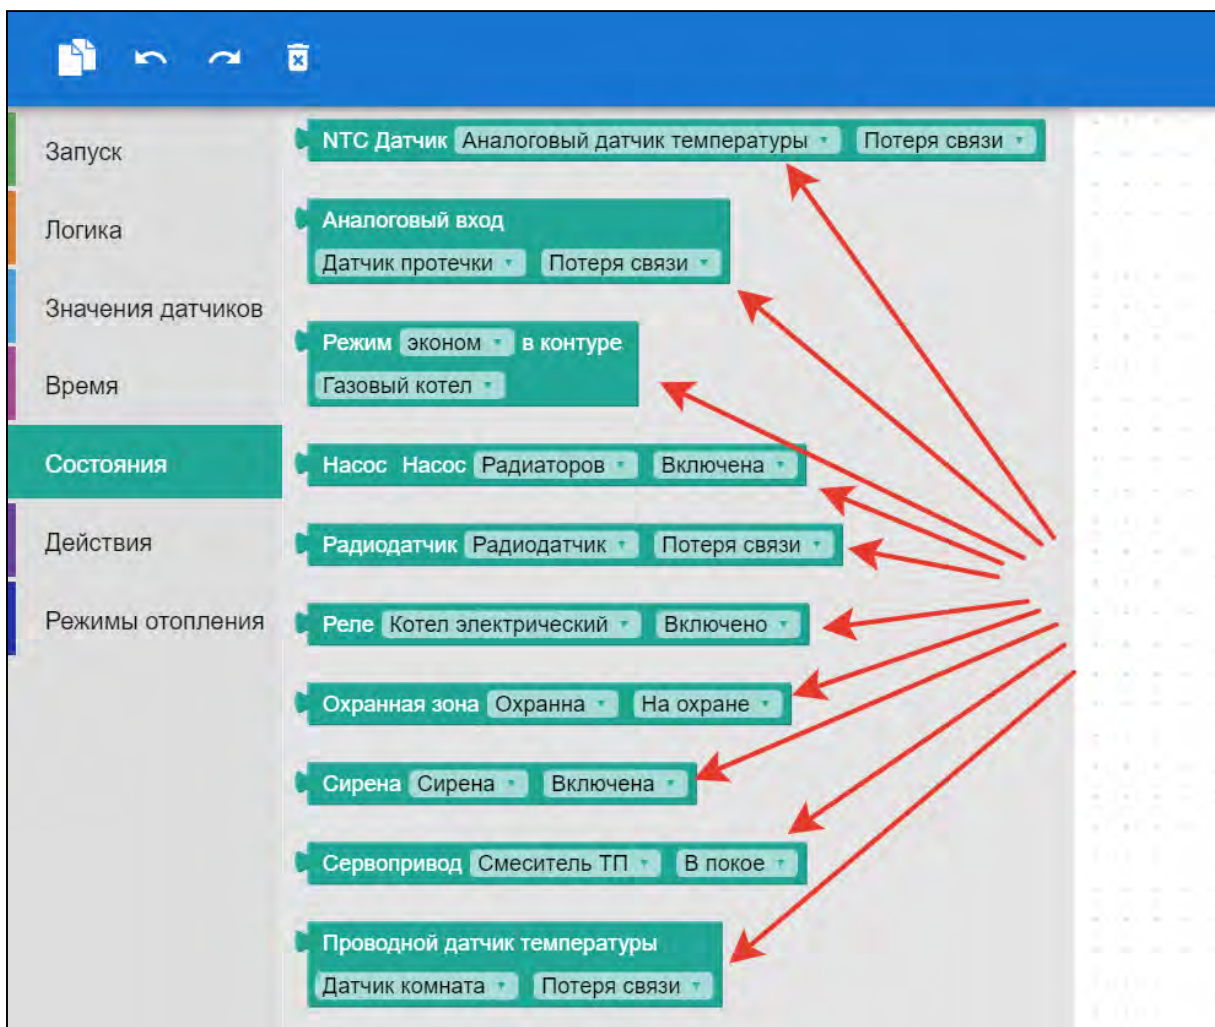 Запуск
Логика
Значения датчиков
Время
Состояния
Действия
Режимы отопления
NTC Датчик Аналоговый датчик температуры Потеря связи
Аналоговый вход
Датчик протечки Потеря связи
Режим эконом в контуре
Газовый котел
Насос Насос Радиаторов Включена
Радиодатчик Радиодатчик Потеря связи
Реле Котел электрический Включено
Охранная зона Охранна На охране
Сирена Сирена Включена
Сервопривод Смеситель ТП В покое
Проводной датчик температуры
Датчик комната Потеря связи